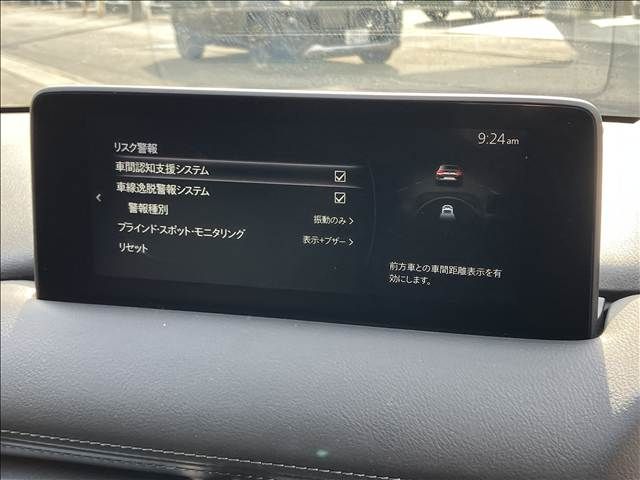 9:24 am
リスク警報
車間認知支援システム
車線逸脱警報システム
警報種別 振動のみ
ブラインド・スポット・モニタリング 表示+ブザー
リセット
前方車との車間距離表示を有
効にします。